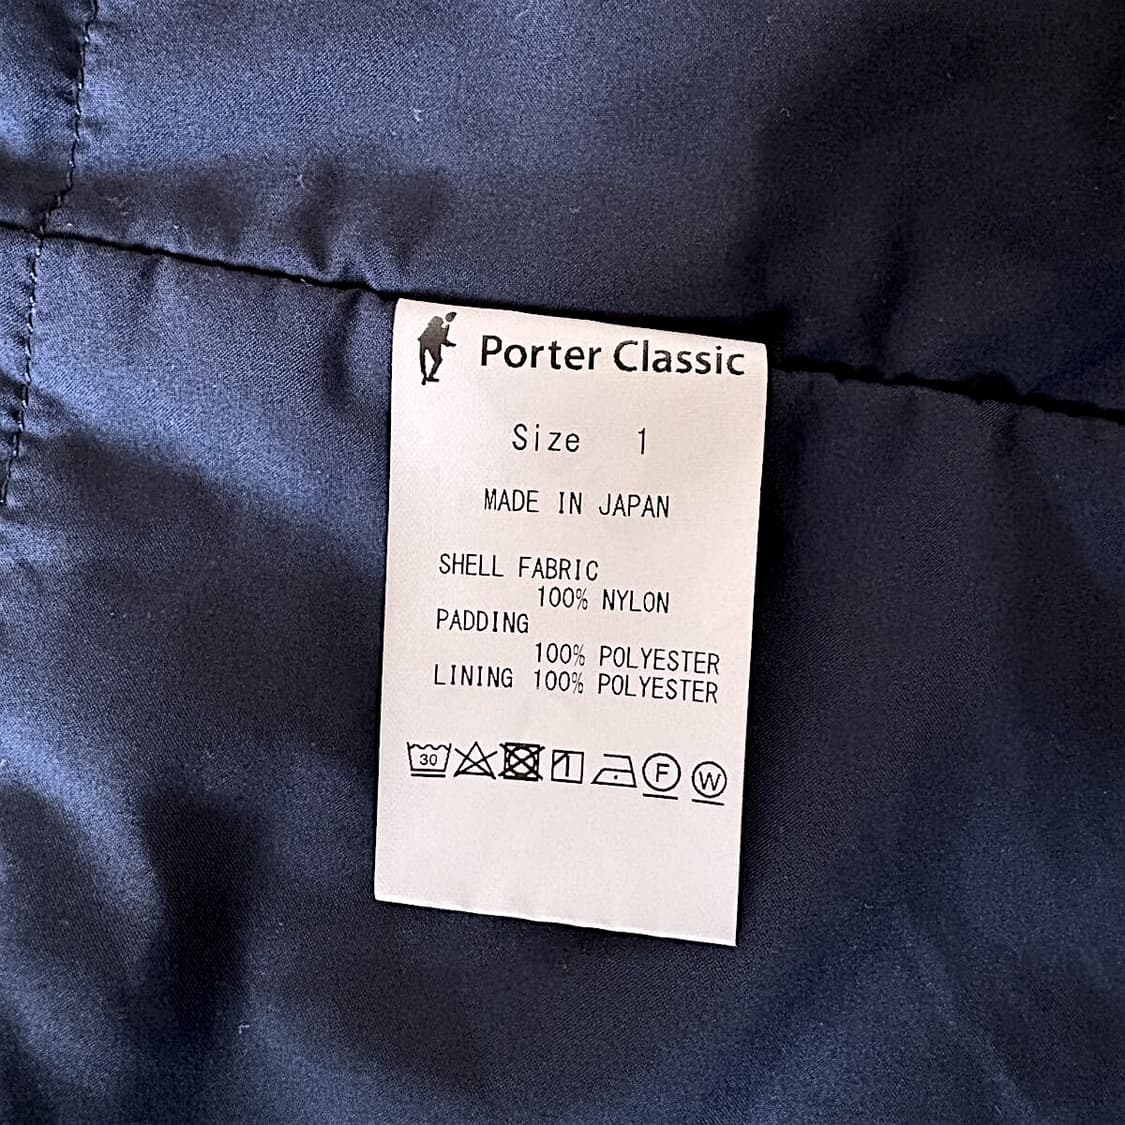 Porter Classic
Size 1
MADE IN JAPAN
SHELL FABRIC
100% NYLON
PADDING
100% POLYESTER
LINING 100% POLYESTER
30 F W